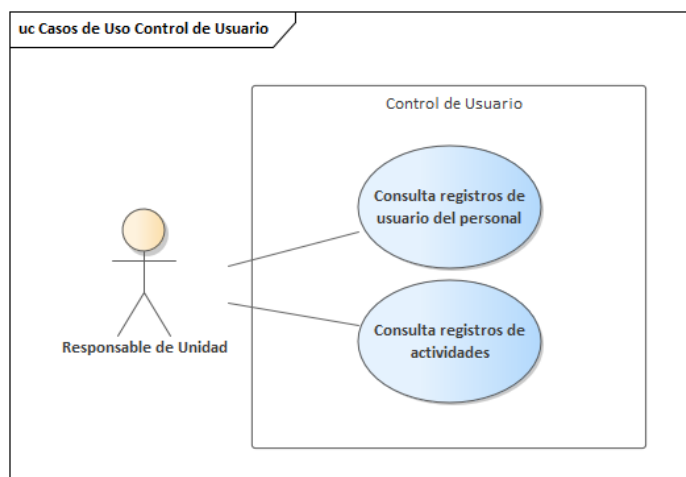 uc Casos de Uso Control de Usuario
Control de Usuario
Consulta registros de
usuario del personal
Responsable de Unidad
Consulta registros de
actividades